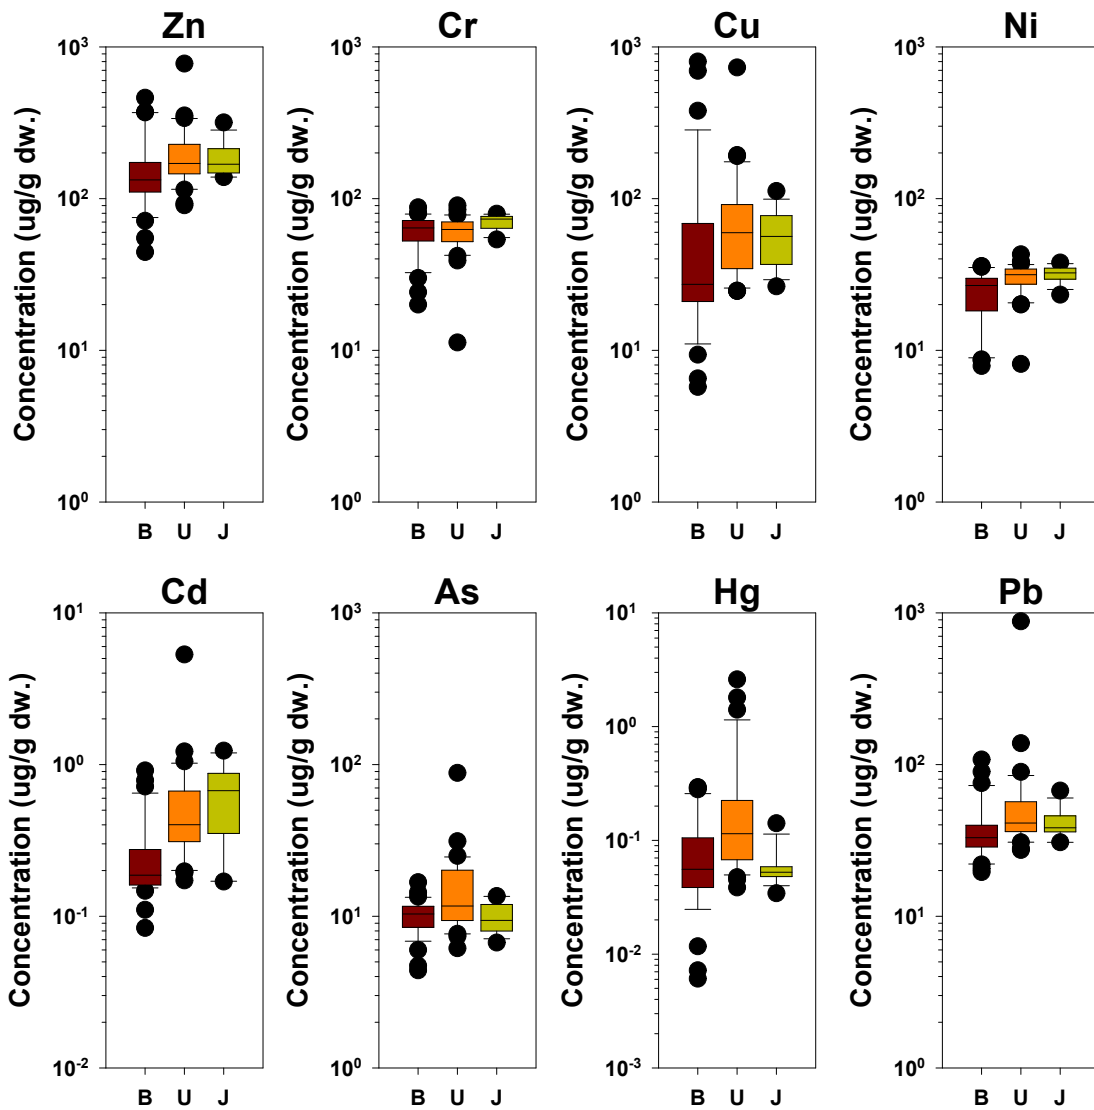 Zn
Cr
Cu
Ni
Concentration (ug/g dw.)
10³
10²
10¹
10⁰
B U J
Concentration (ug/g dw.)
10³
10²
10¹
10⁰
B U J
Concentration (ug/g dw.)
10³
10²
10¹
10⁰
B U J
Concentration (ug/g dw.)
10³
10²
10¹
10⁰
B U J
Cd
As
Hg
Pb
Concentration (ug/g dw.)
10¹
10⁰
10⁻¹
10⁻²
B U J
Concentration (ug/g dw.)
10³
10²
10¹
10⁰
B U J
Concentration (ug/g dw.)
10¹
10⁰
10⁻¹
10⁻²
10⁻³
B U J
Concentration (ug/g dw.)
10³
10²
10¹
10⁰
B U J